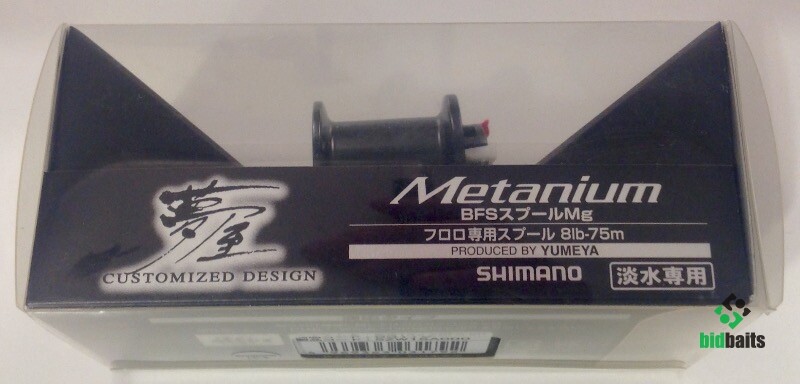 夢屋
CUSTOMIZED DESIGN
Metanium
BFSスプールMg
フロロ専用スプール 8lb-75m
PRODUCED BY YUMEYA
SHIMANO 淡水専用
bidbaits